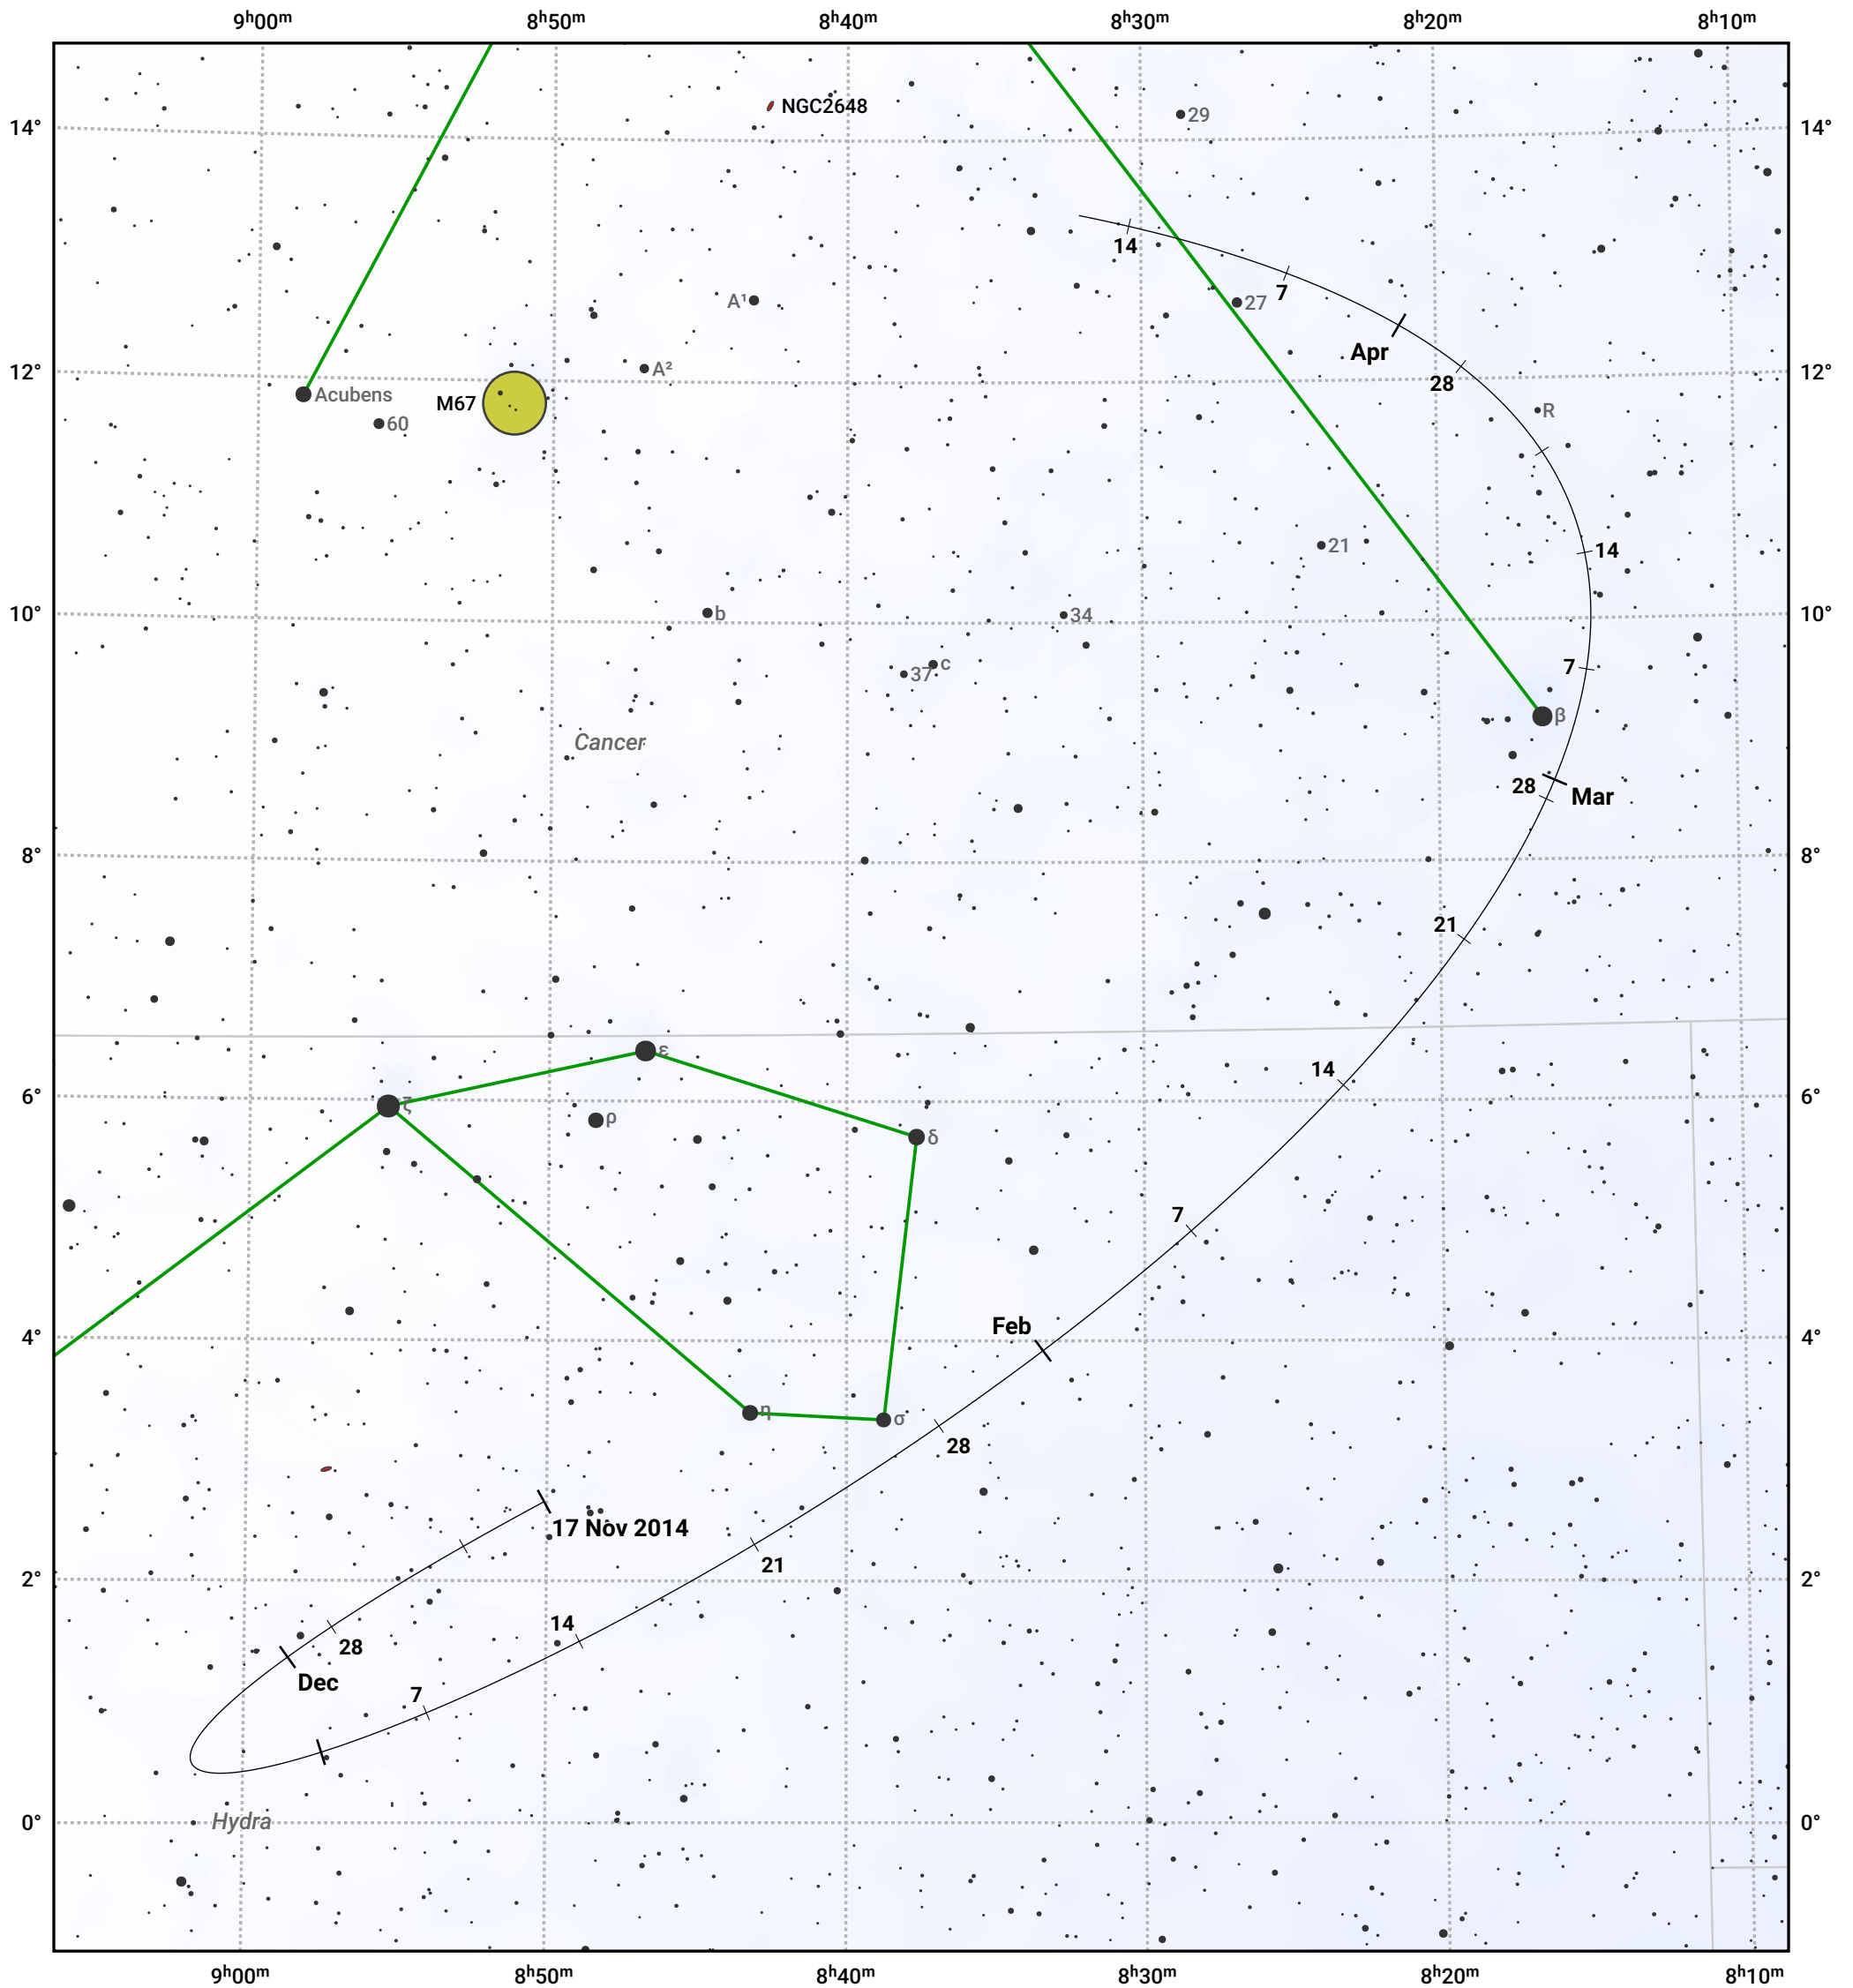 9ʰ00ᵐ 8ʰ50ᵐ 8ʰ40ᵐ 8ʰ30ᵐ 8ʰ20ᵐ 8ʰ10ᵐ
NGC2648
29
14° 14°
14
7
A¹ 27
Apr
12° A² 28 12°
Acubens M67 R
60
21 14
10° b 34 10°
37 c 7
β
Cancer
28 Mar
8° 8°
21
ε
14
6° ζ ρ 6°
δ
7
Feb
4° 4°
η σ
28
17 Nov 2014
21
2° 2°
14
28
Dec
7
Hydra
0° 0°
9ʰ00ᵐ 8ʰ50ᵐ 8ʰ40ᵐ 8ʰ30ᵐ 8ʰ20ᵐ 8ʰ10ᵐ